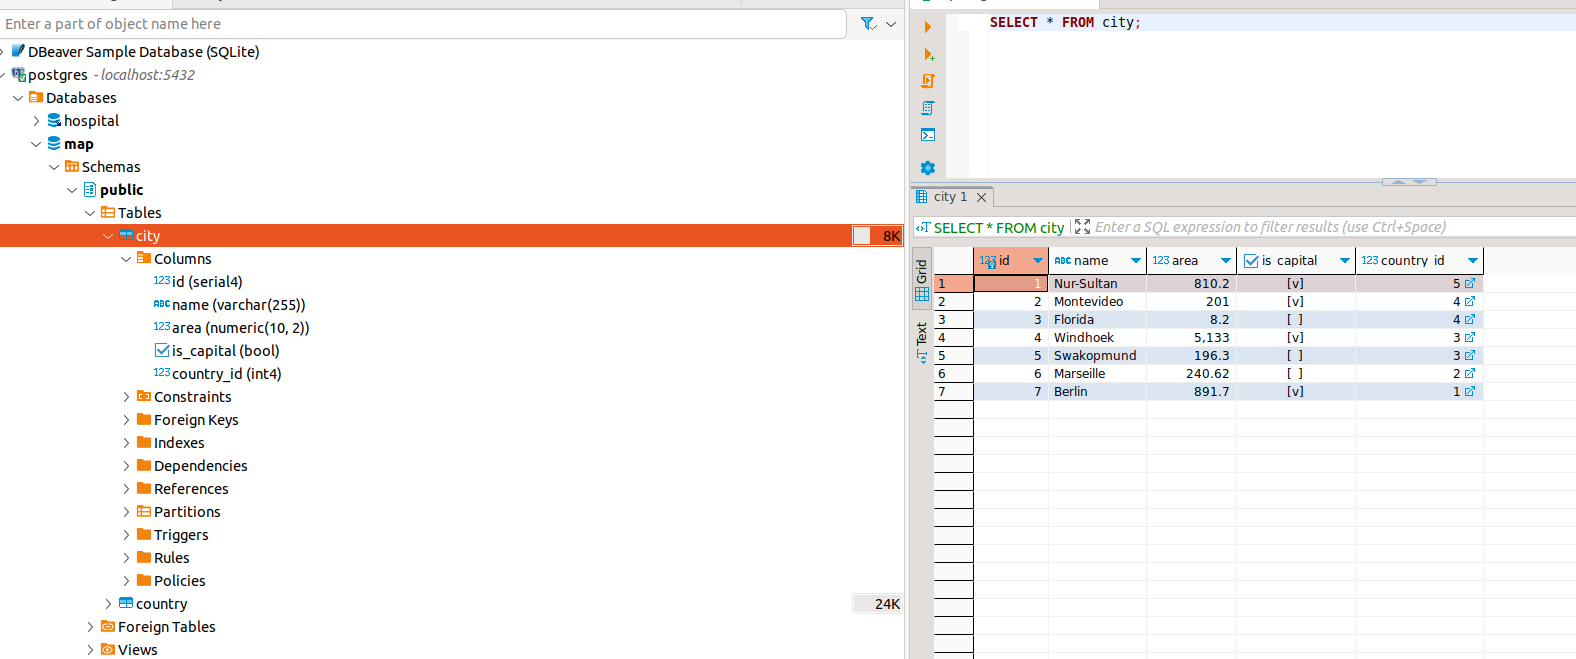 Enter a part of object name here
DBeaver Sample Database (SQLite)
postgres - localhost:5432
Databases
hospital
map
Schemas
public
Tables
city 8K
Columns
123 id (serial4)
ABC name (varchar(255))
123 area (numeric(10, 2))
is_capital (bool)
123 country_id (int4)
Constraints
Foreign Keys
Indexes
Dependencies
References
Partitions
Triggers
Rules
Policies
country 24K
Foreign Tables
Views
SELECT * FROM city;
city 1
SELECT * FROM city Enter a SQL expression to filter results (use Ctrl+Space)
Grid
Text
123 id ABC name 123 area is_capital 123 country_id
1 1 Nur-Sultan 810.2 [v] 5
2 2 Montevideo 201 [v] 4
3 3 Florida 8.2 [ ] 4
4 4 Windhoek 5,133 [v] 3
5 5 Swakopmund 196.3 [ ] 3
6 6 Marseille 240.62 [ ] 2
7 7 Berlin 891.7 [v] 1